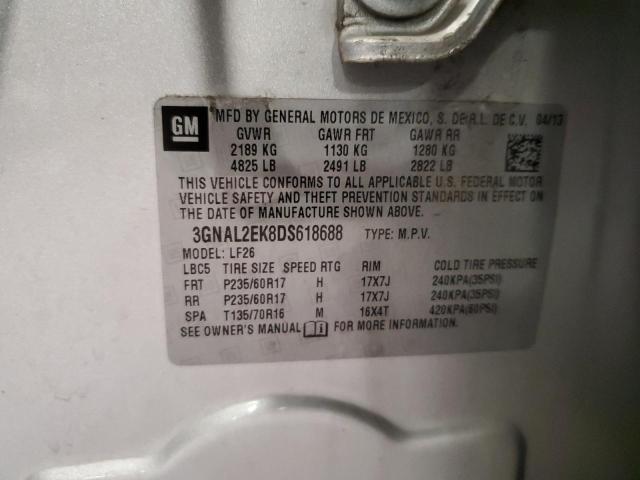 GM
MFD BY GENERAL MOTORS DE MEXICO, S. DE R.L. DE C.V. 04/13
GVWR GAWR FRT GAWR RR
2189 KG 1130 KG 1280 KG
4825 LB 2491 LB 2822 LB
THIS VEHICLE CONFORMS TO ALL APPLICABLE U.S. FEDERAL MOTOR
VEHICLE SAFETY AND THEFT PREVENTION STANDARDS IN EFFECT ON
THE DATE OF MANUFACTURE SHOWN ABOVE.
3GNAL2EK8DS618688 TYPE: M.P.V.
MODEL: LF26
LBC5 TIRE SIZE SPEED RTG RIM COLD TIRE PRESSURE
FRT P235/60R17 H 17X7J 240KPA(35PSI)
RR P235/60R17 H 17X7J 240KPA(35PSI)
SPA T135/70R16 M 16X4T 420KPA(60PSI)
SEE OWNER'S MANUAL FOR MORE INFORMATION.